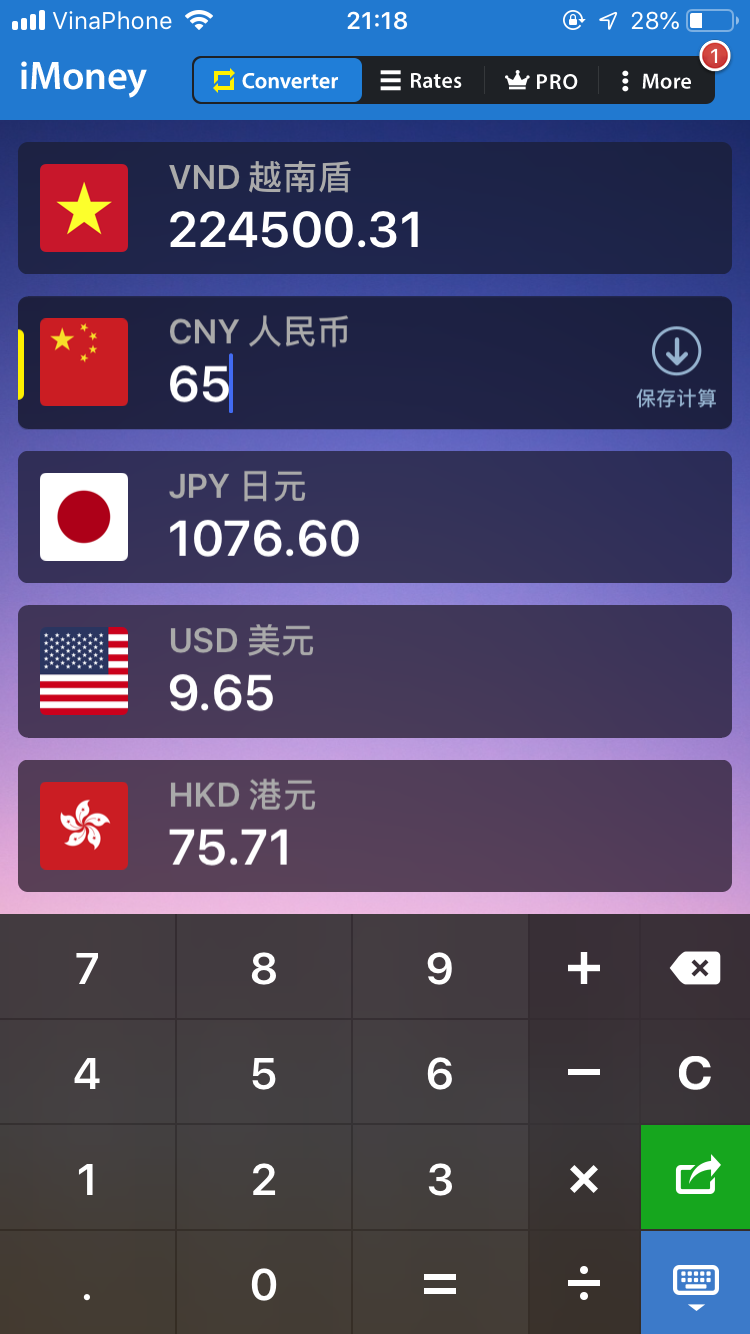 VinaPhone 21:18 28%
iMoney Converter Rates PRO More 1
VND 越南盾
224500.31
CNY 人民币
65
保存计算
JPY 日元
1076.60
USD 美元
9.65
HKD 港元
75.71
7 8 9 +
4 5 6 − C
1 2 3 ×
. 0 = ÷